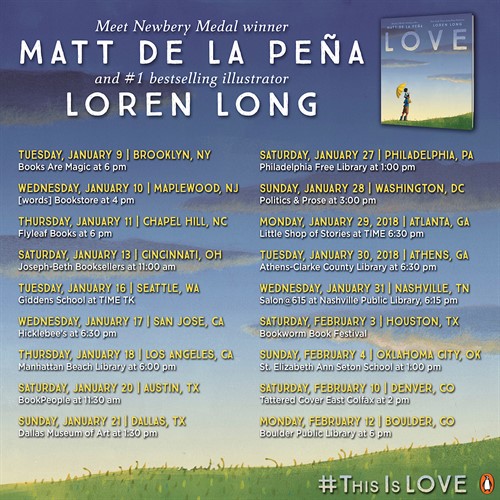 Meet Newbery Medal winner
MATT DE LA PEÑA
and #1 bestselling illustrator
LOREN LONG
LOVE
TUESDAY, JANUARY 9 | BROOKLYN, NY
Books Are Magic at 6 pm
WEDNESDAY, JANUARY 10 | MAPLEWOOD, NJ
[words] Bookstore at 4 pm
THURSDAY, JANUARY 11 | CHAPEL HILL, NC
Flyleaf Books at 6 pm
SATURDAY, JANUARY 13 | CINCINNATI, OH
Joseph-Beth Booksellers at 11:00 am
TUESDAY, JANUARY 16 | SEATTLE, WA
Giddens School at TIME TK
WEDNESDAY, JANUARY 17 | SAN JOSE, CA
Hicklebee's at 6:30 pm
THURSDAY, JANUARY 18 | LOS ANGELES, CA
Manhattan Beach Library at 6:00 pm
SATURDAY, JANUARY 20 | AUSTIN, TX
BookPeople at 11:30 am
SUNDAY, JANUARY 21 | DALLAS, TX
Dallas Museum of Art at 1:30 pm
SATURDAY, JANUARY 27 | PHILADELPHIA, PA
Philadelphia Free Library at 1:00 pm
SUNDAY, JANUARY 28 | WASHINGTON, DC
Politics & Prose at 3:00 pm
MONDAY, JANUARY 29, 2018 | ATLANTA, GA
Little Shop of Stories at TIME 6:30 pm
TUESDAY, JANUARY 30, 2018 | ATHENS, GA
Athens-Clarke County Library at 6:30 pm
WEDNESDAY, JANUARY 31 | NASHVILLE, TN
Salon@615 at Nashville Public Library, 6:15 pm
SATURDAY, FEBRUARY 3 | HOUSTON, TX
Bookworm Book Festival
SUNDAY, FEBRUARY 4 | OKLAHOMA CITY, OK
St. Elizabeth Ann Seton School at 1:00 pm
SATURDAY, FEBRUARY 10 | DENVER, CO
Tattered Cover East Colfax at 2 pm
MONDAY, FEBRUARY 12 | BOULDER, CO
Boulder Public Library at 6 pm
#THIS IS LOVE